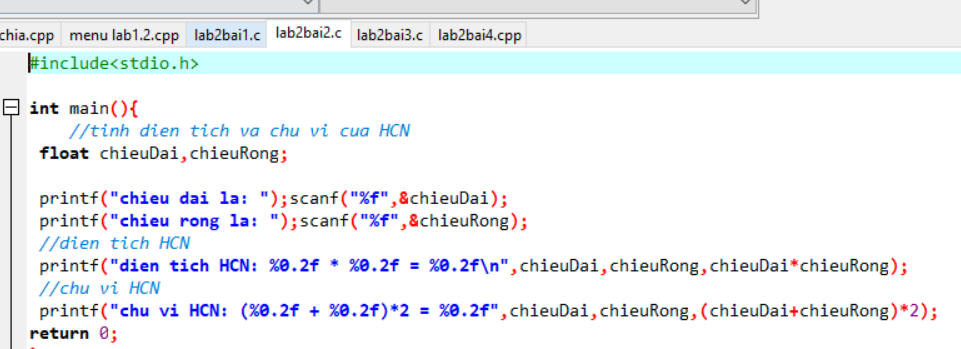 chia.cpp menu lab1.2.cpp lab2bai1.c lab2bai2.c lab2bai3.c lab2bai4.cpp
#include<stdio.h>
int main(){
//tinh dien tich va chu vi cua HCN
float chieuDai,chieuRong;
printf("chieu dai la: ");scanf("%f",&chieuDai);
printf("chieu rong la: ");scanf("%f",&chieuRong);
//dien tich HCN
printf("dien tich HCN: %0.2f * %0.2f = %0.2f\n",chieuDai,chieuRong,chieuDai*chieuRong);
//chu vi HCN
printf("chu vi HCN: (%0.2f + %0.2f)*2 = %0.2f",chieuDai,chieuRong,(chieuDai+chieuRong)*2);
return 0;